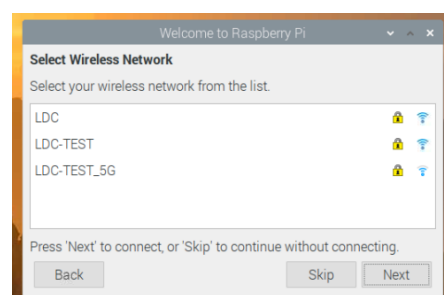 Welcome to Raspberry Pi
Select Wireless Network
Select your wireless network from the list.
LDC
LDC-TEST
LDC-TEST_5G
Press 'Next' to connect, or 'Skip' to continue without connecting.
Back Skip Next